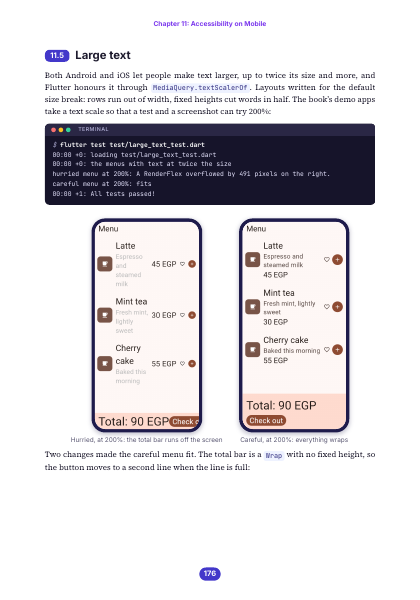 Chapter 11: Accessibility on Mobile
11.5 Large text
Both Android and iOS let people make text larger, up to twice its size and more, and
Flutter honours it through MediaQuery.textScalerOf. Layouts written for the default
size break: rows run out of width, fixed heights cut words in half. The book's demo apps
take a text scale so that a test and a screenshot can try 200%:
TERMINAL
$ flutter test test/large_text_test.dart
00:00 +0: loading test/large_text_test.dart
00:00 +0: the menus with text at twice the size
hurried menu at 200%: A RenderFlex overflowed by 491 pixels on the right.
careful menu at 200%: fits
00:00 +1: All tests passed!
Menu
Latte
Espresso
and
steamed
milk
45 EGP
Mint tea
Fresh mint,
lightly
sweet
30 EGP
Cherry
cake
Baked this
morning
55 EGP
Total: 90 EGP Check o
Menu
Latte
Espresso and
steamed milk
45 EGP
Mint tea
Fresh mint, lightly
sweet
30 EGP
Cherry cake
Baked this morning
55 EGP
Total: 90 EGP
Check out
Hurried, at 200%: the total bar runs off the screen
Careful, at 200%: everything wraps
Two changes made the careful menu fit. The total bar is a Wrap with no fixed height, so
the button moves to a second line when the line is full:
176